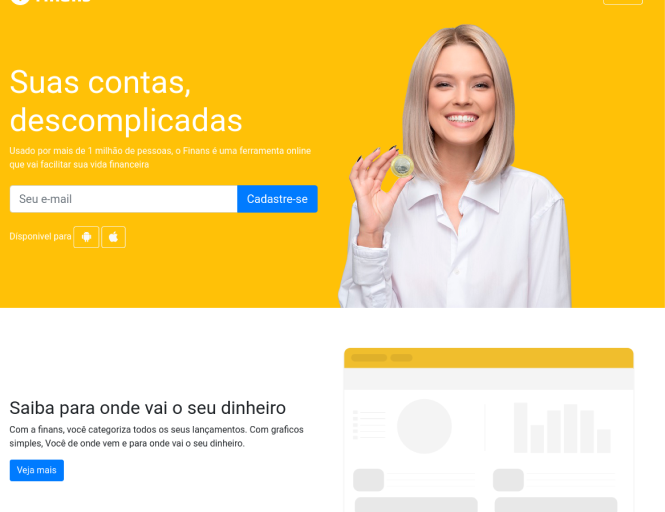 Finans
Suas contas,
descomplicadas
Usado por mais de 1 milhão de pessoas, o Finans é uma ferramenta online
que vai facilitar sua vida financeira
Seu e-mail
Cadastre-se
Disponível para
Saiba para onde vai o seu dinheiro
Com a finans, você categoriza todos os seus lançamentos. Com graficos
simples, Você de onde vem e para onde vai o seu dinheiro.
Veja mais